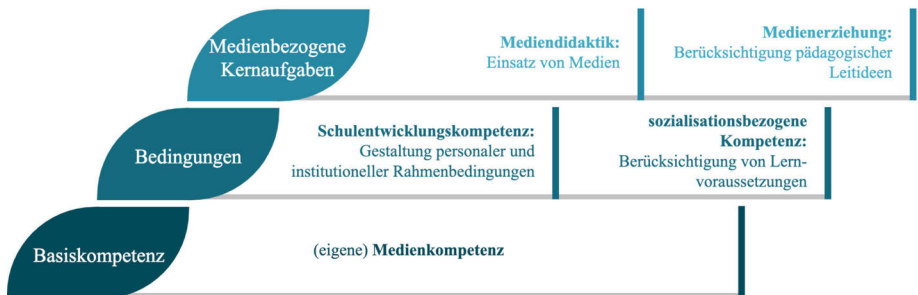 Medienbezogene
Kernaufgaben
Mediendidaktik:
Einsatz von Medien
Medienerziehung:
Berücksichtigung pädagogischer
Leitideen
Bedingungen
Schulentwicklungskompetenz:
Gestaltung personaler und
institutioneller Rahmenbedingungen
sozialisationsbezogene
Kompetenz:
Berücksichtigung von Lern-
voraussetzungen
Basiskompetenz
(eigene) Medienkompetenz